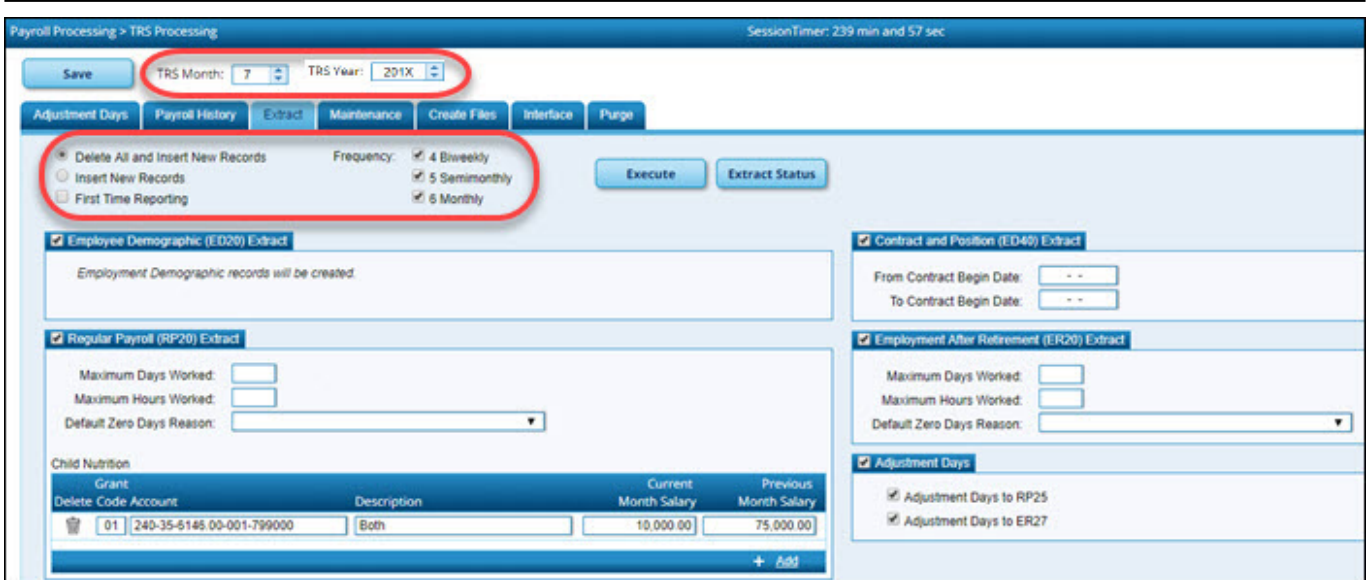 Payroll Processing > TRS Processing SessionTimer: 239 min and 57 sec
Save TRS Month: 7 TRS Year: 201X
Adjustment Days Payroll History Extract Maintenance Create Files Interface Purge
Delete All and Insert New Records Frequency: 4 Biweekly
Insert New Records 5 Semimonthly Execute Extract Status
First Time Reporting 6 Monthly
Employee Demographic (ED20) Extract
Employment Demographic records will be created.
Contract and Position (ED40) Extract
From Contract Begin Date: - -
To Contract Begin Date: - -
Regular Payroll (RP20) Extract
Maximum Days Worked:
Maximum Hours Worked:
Default Zero Days Reason:
Employment After Retirement (ER20) Extract
Maximum Days Worked:
Maximum Hours Worked:
Default Zero Days Reason:
Child Nutrition
Grant Current Previous
Delete Code Account Description Month Salary Month Salary
01 240-35-6146.00-001-799000 Both 10,000.00 75,000.00
+ Add
Adjustment Days
Adjustment Days to RP25
Adjustment Days to ER27